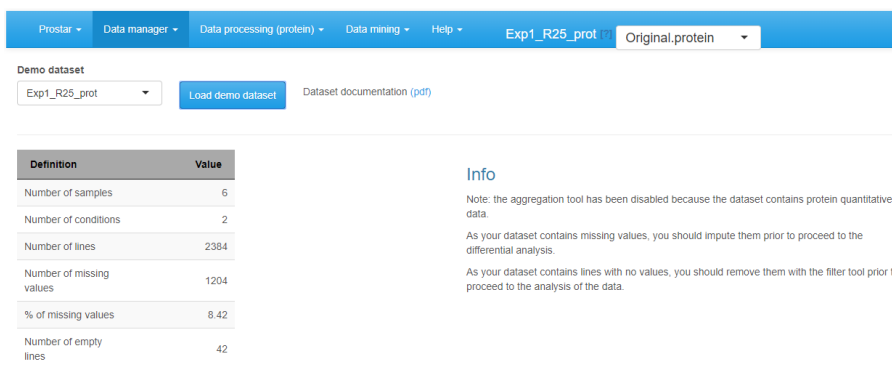 Prostar Data manager Data processing (protein) Data mining Help Exp1_R25_prot [?] Original.protein
Demo dataset
Exp1_R25_prot Load demo dataset Dataset documentation (pdf)
Definition Value
Number of samples 6
Number of conditions 2
Number of lines 2384
Number of missing
values 1204
% of missing values 8.42
Number of empty
lines 42
Info
Note: the aggregation tool has been disabled because the dataset contains protein quantitative
data.
As your dataset contains missing values, you should impute them prior to proceed to the
differential analysis.
As your dataset contains lines with no values, you should remove them with the filter tool prior
proceed to the analysis of the data.